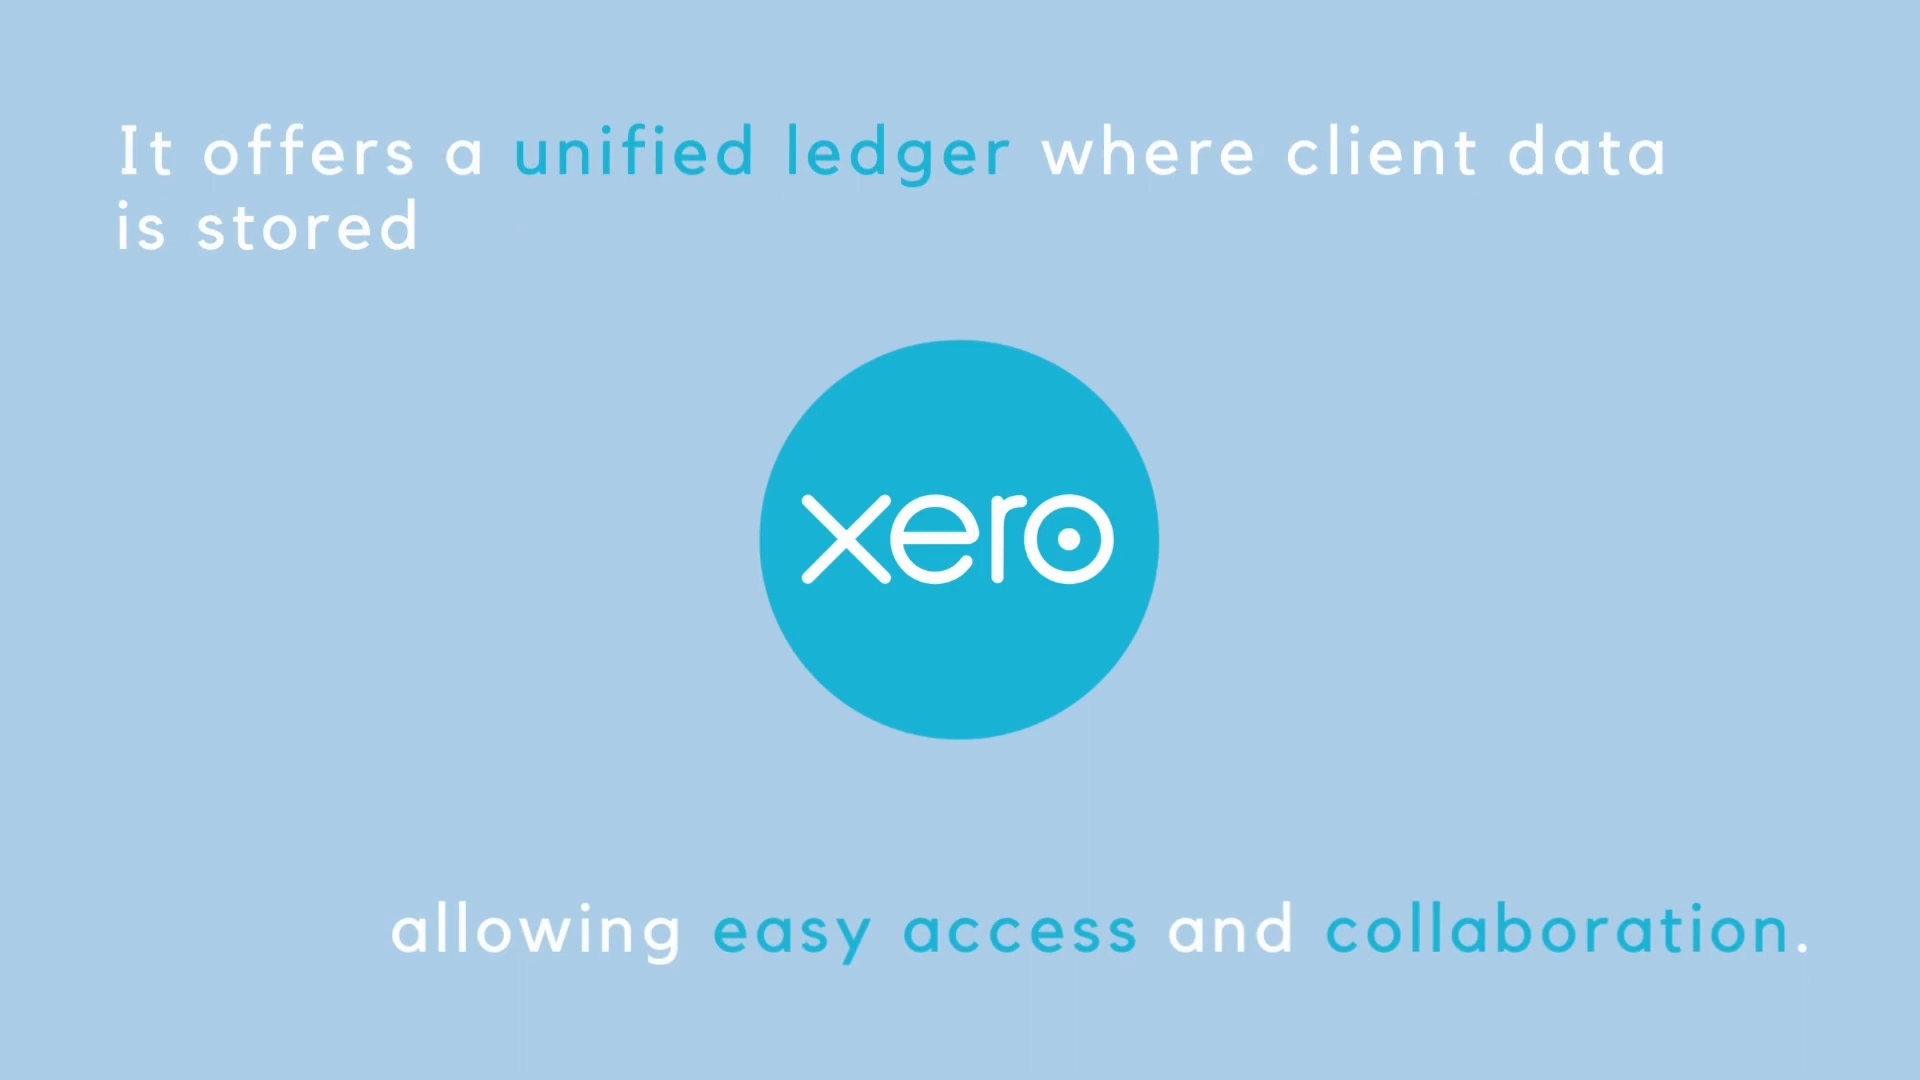 It offers a unified ledger where client data
is stored
xero
allowing easy access and collaboration.